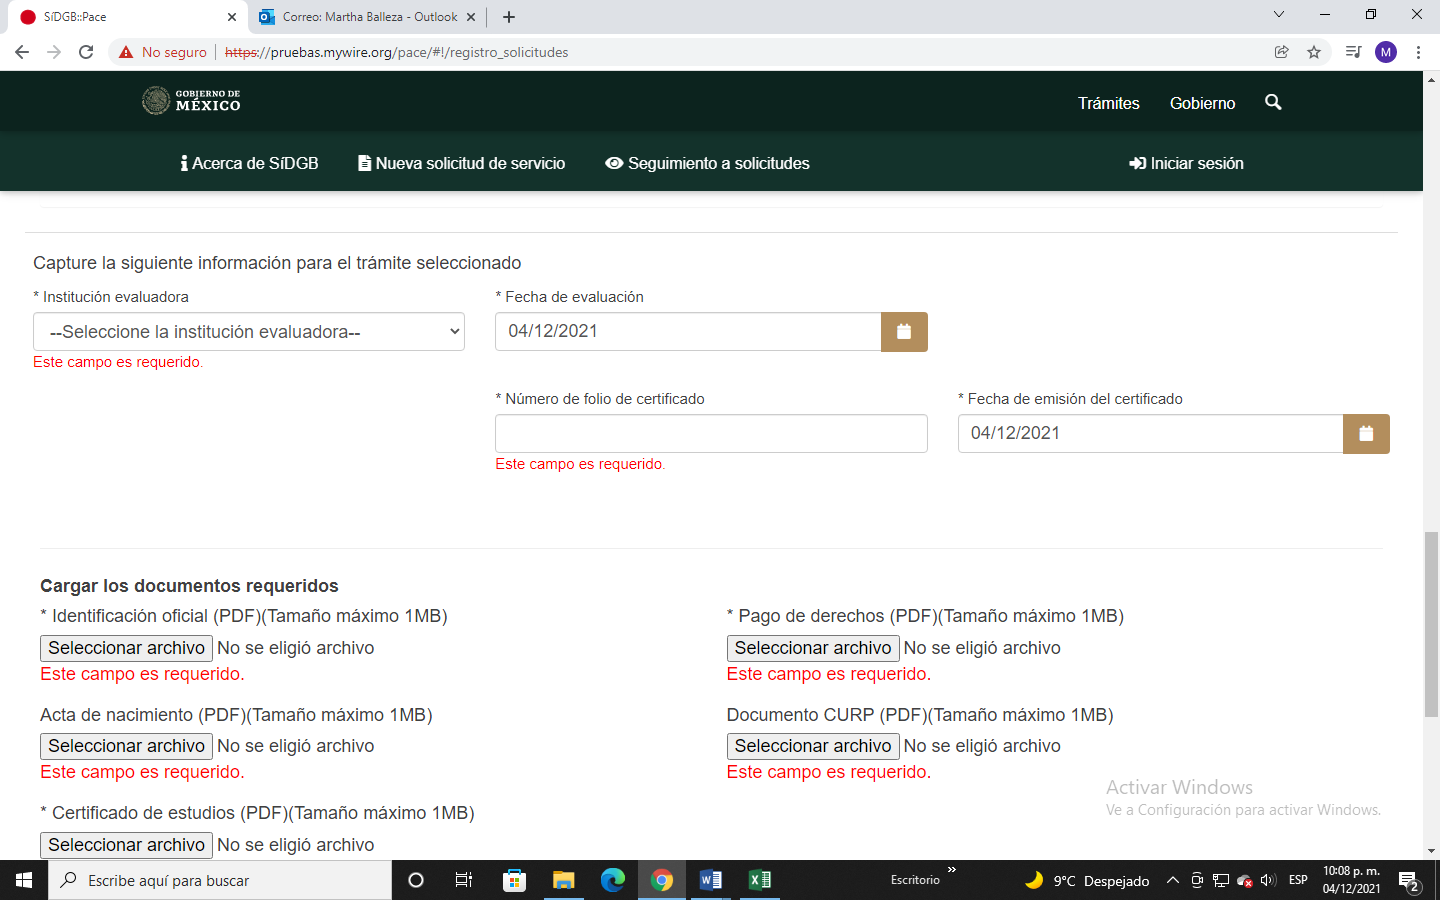 SíDGB::Pace
Correo: Martha Balleza - Outlook
No seguro
https://pruebas.mywire.org/pace/#!/registro_solicitudes
M
GOBIERNO DE
MÉXICO
Trámites
Gobierno
Acerca de SíDGB
Nueva solicitud de servicio
Seguimiento a solicitudes
Iniciar sesión
Capture la siguiente información para el trámite seleccionado
* Institución evaluadora
* Fecha de evaluación
--Seleccione la institución evaluadora--
04/12/2021
Este campo es requerido.
* Número de folio de certificado
* Fecha de emisión del certificado
04/12/2021
Este campo es requerido.
Cargar los documentos requeridos
* Identificación oficial (PDF)(Tamaño máximo 1MB)
* Pago de derechos (PDF)(Tamaño máximo 1MB)
Seleccionar archivo No se eligió archivo
Seleccionar archivo No se eligió archivo
Este campo es requerido.
Este campo es requerido.
Acta de nacimiento (PDF)(Tamaño máximo 1MB)
Documento CURP (PDF)(Tamaño máximo 1MB)
Seleccionar archivo No se eligió archivo
Seleccionar archivo No se eligió archivo
Este campo es requerido.
Este campo es requerido.
Activar Windows
Ve a Configuración para activar Windows.
* Certificado de estudios (PDF)(Tamaño máximo 1MB)
Seleccionar archivo No se eligió archivo
Escribe aquí para buscar
Escritorio
9°C Despejado
ESP
10:08 p. m.
04/12/2021
2